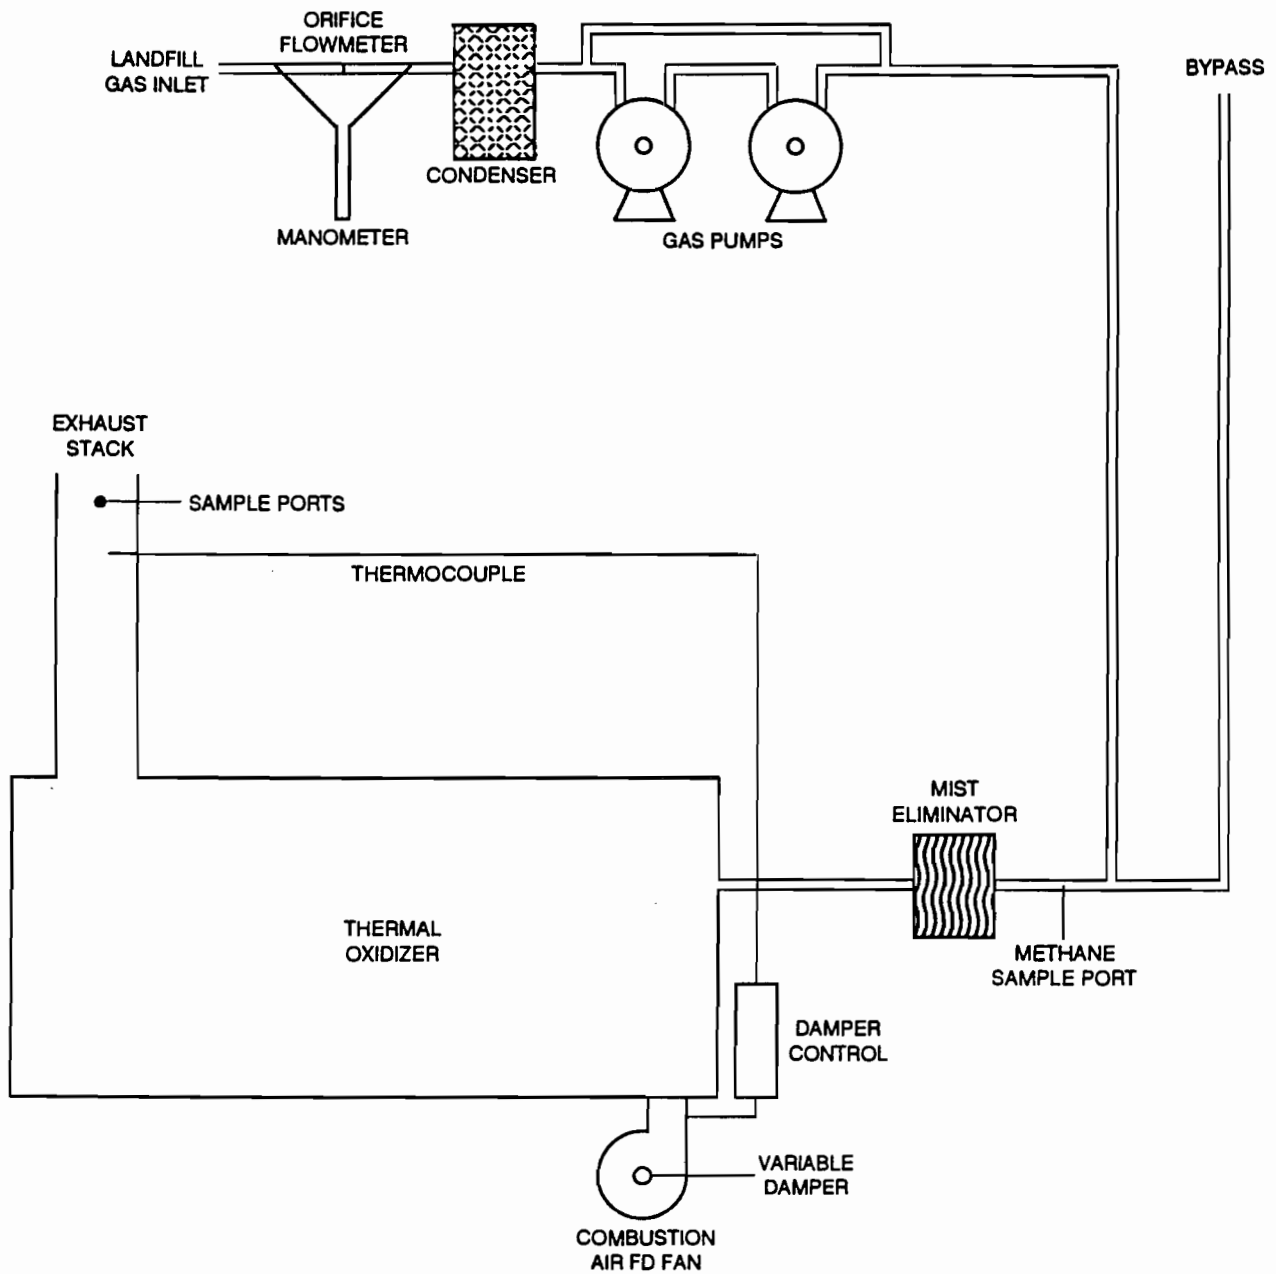 ORIFICE
FLOWMETER
LANDFILL
GAS INLET
BYPASS
CONDENSER
MANOMETER
GAS PUMPS
EXHAUST
STACK
SAMPLE PORTS
THERMOCOUPLE
MIST
ELIMINATOR
THERMAL
OXIDIZER
METHANE
SAMPLE PORT
DAMPER
CONTROL
VARIABLE
DAMPER
COMBUSTION
AIR FD FAN